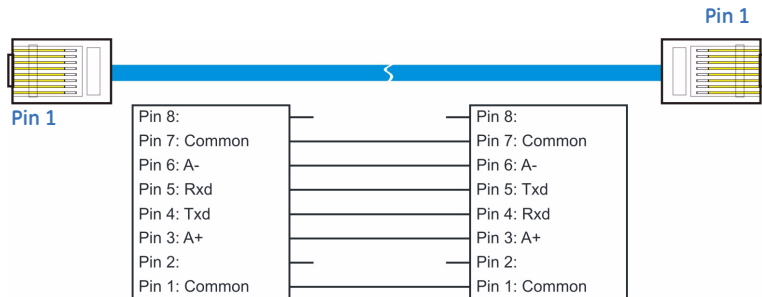 Pin 1
Pin 1
Pin 8:
Pin 7: Common
Pin 6: A-
Pin 5: Rxd
Pin 4: Txd
Pin 3: A+
Pin 2:
Pin 1: Common
Pin 8:
Pin 7: Common
Pin 6: A-
Pin 5: Txd
Pin 4: Rxd
Pin 3: A+
Pin 2:
Pin 1: Common